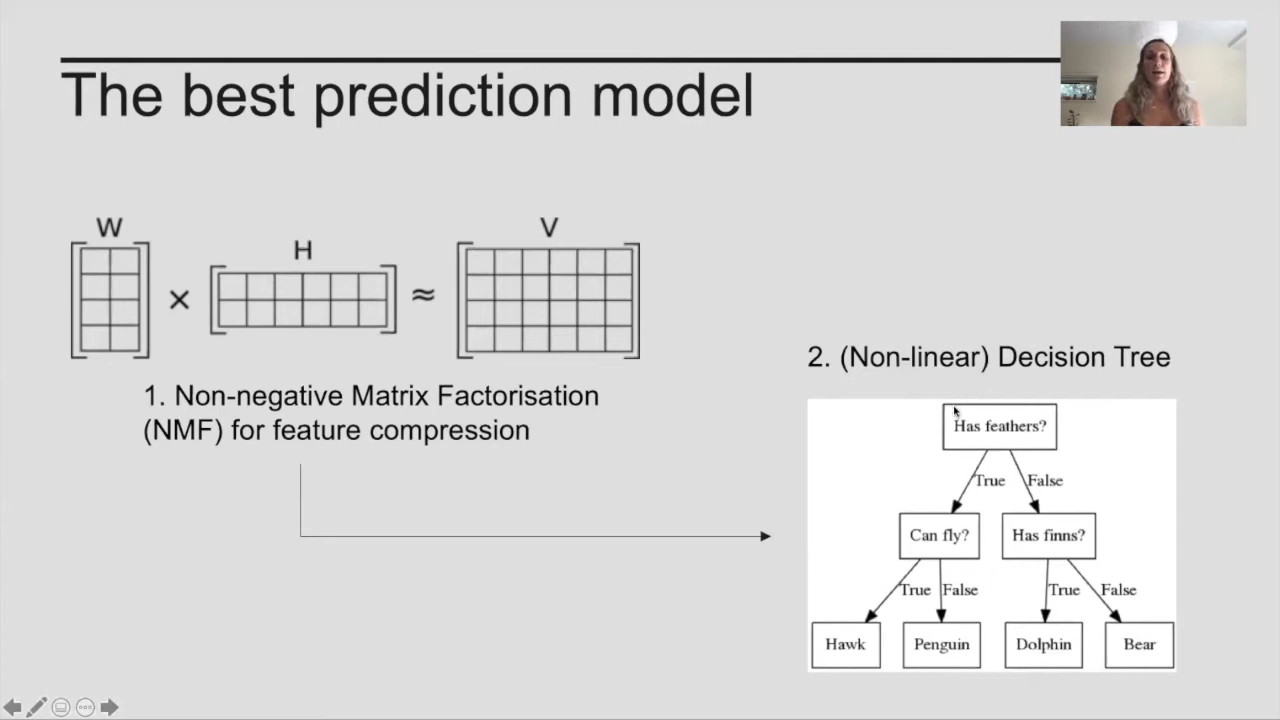 The best prediction model
W
H
V
×
≈
1. Non-negative Matrix Factorisation
(NMF) for feature compression
2. (Non-linear) Decision Tree
Has feathers?
True
False
Can fly?
Has finns?
True
False
True
False
Hawk
Penguin
Dolphin
Bear